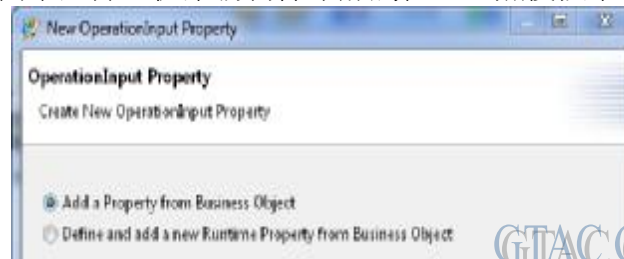 New OperationInput Property
OperationInput Property
Create New OperationInput Property
Add a Property from Business Object
Define and add a new Runtime Property from Business Object
GTAC